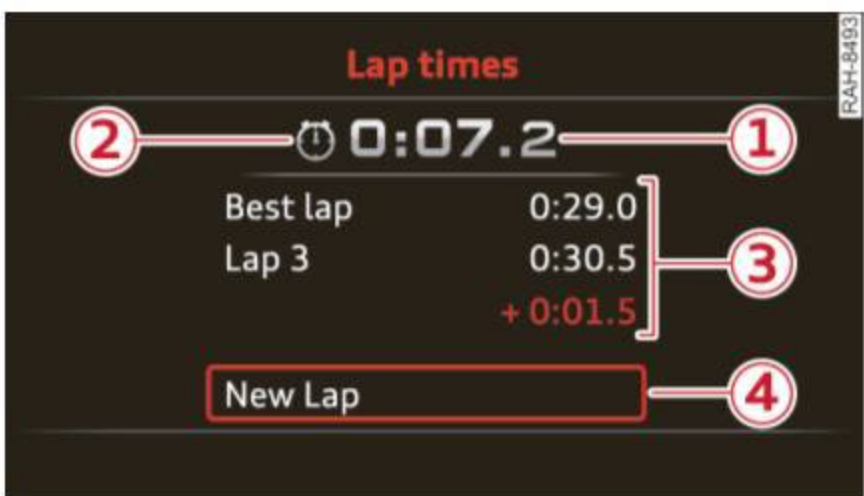 Lap times
RAH-8493
② 0:07.2 ①
Best lap 0:29.0
Lap 3 0:30.5
③
+ 0:01.5
New Lap ④